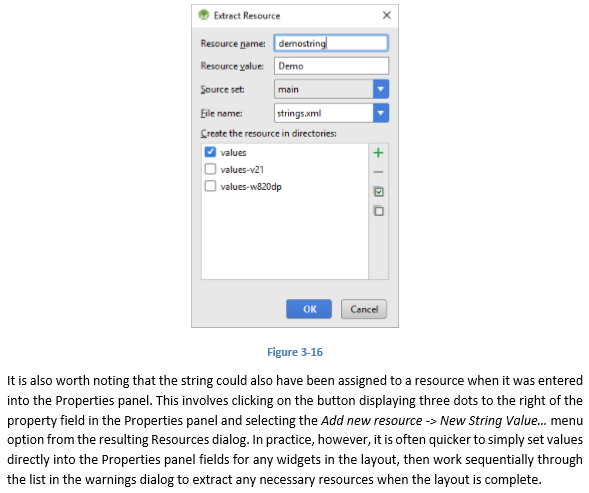 Extract Resource
Resource name: demostring
Resource value: Demo
Source set: main
File name: strings.xml
Create the resource in directories:
values
values-v21
values-w820dp
OK Cancel
Figure 3-16
It is also worth noting that the string could also have been assigned to a resource when it was entered
into the Properties panel. This involves clicking on the button displaying three dots to the right of the
property field in the Properties panel and selecting the Add new resource -> New String Value... menu
option from the resulting Resources dialog. In practice, however, it is often quicker to simply set values
directly into the Properties panel fields for any widgets in the layout, then work sequentially through
the list in the warnings dialog to extract any necessary resources when the layout is complete.